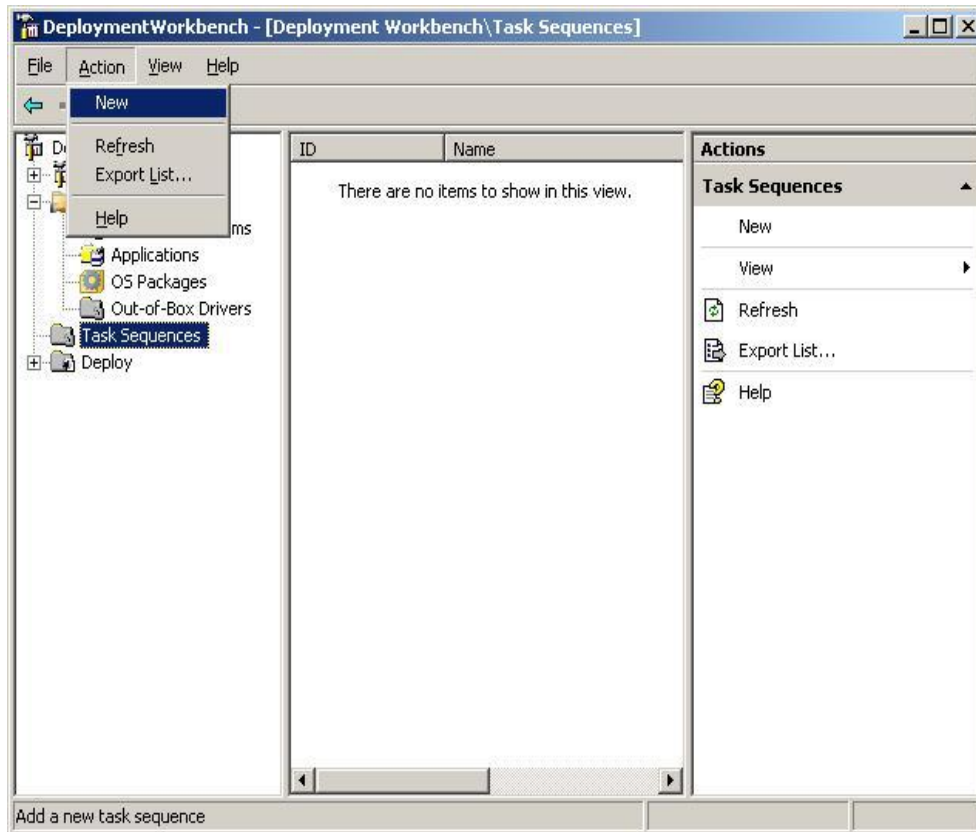 DeploymentWorkbench - [Deployment Workbench\Task Sequences]
File Action View Help
New
Refresh
Export List...
Help
D
ms
Applications
OS Packages
Out-of-Box Drivers
Task Sequences
Deploy
ID Name
There are no items to show in this view.
Actions
Task Sequences
New
View
Refresh
Export List...
Help
Add a new task sequence